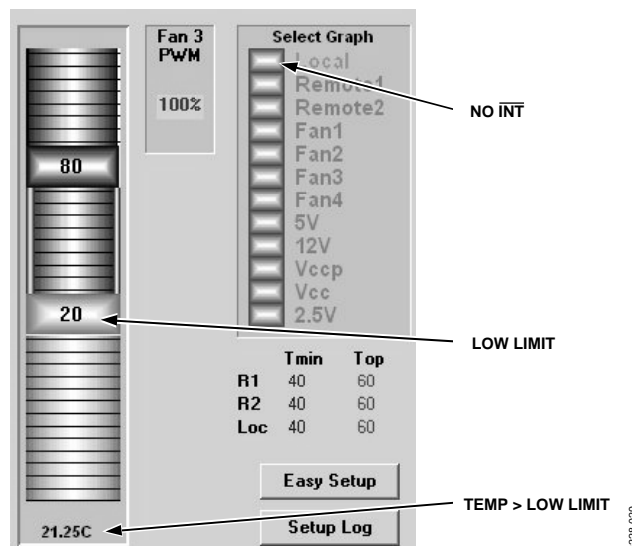 Fan 3
PWM
100%
Select Graph
Local
Remote1
Remote2
Fan1
Fan2
Fan3
Fan4
5V
12V
Vccp
Vcc
2.5V
NO I̅N̅T̅
80
20
LOW LIMIT
Tmin Top
R1 40 60
R2 40 60
Loc 40 60
Easy Setup
Setup Log
21.25C
TEMP > LOW LIMIT